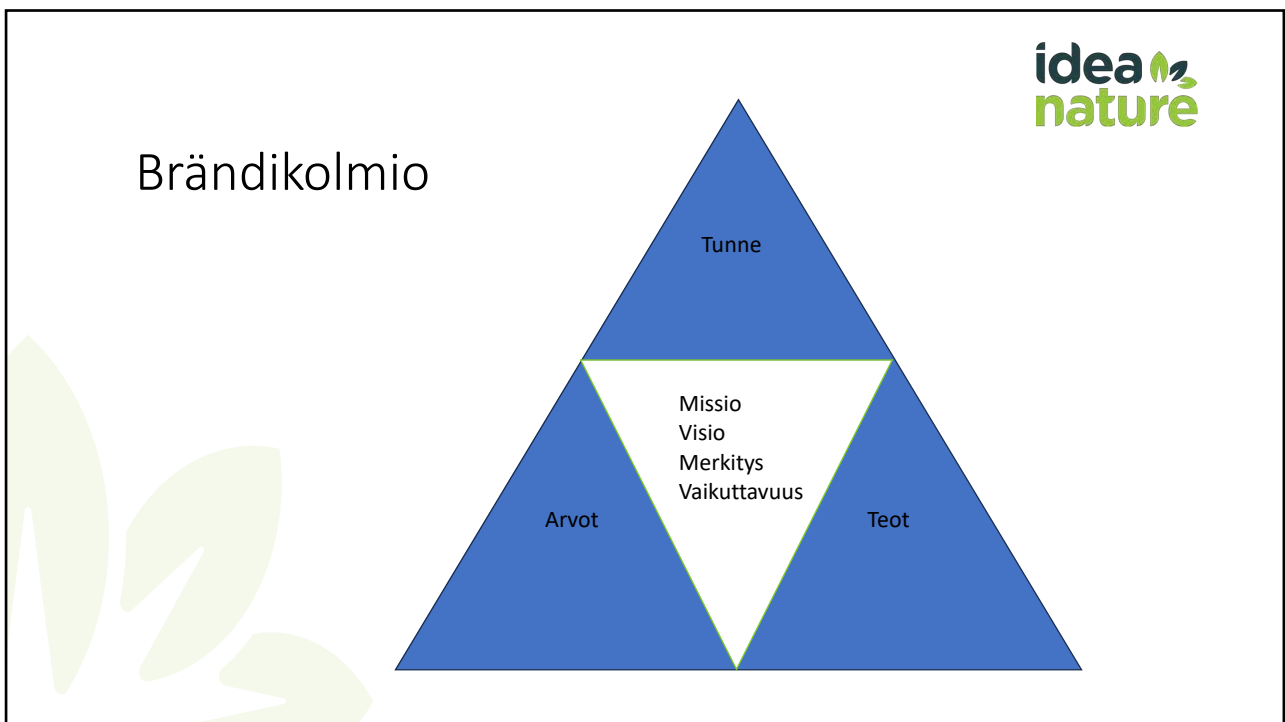 idea
nature
Brändikolmio
Tunne
Missio
Visio
Merkitys
Vaikuttavuus
Arvot
Teot